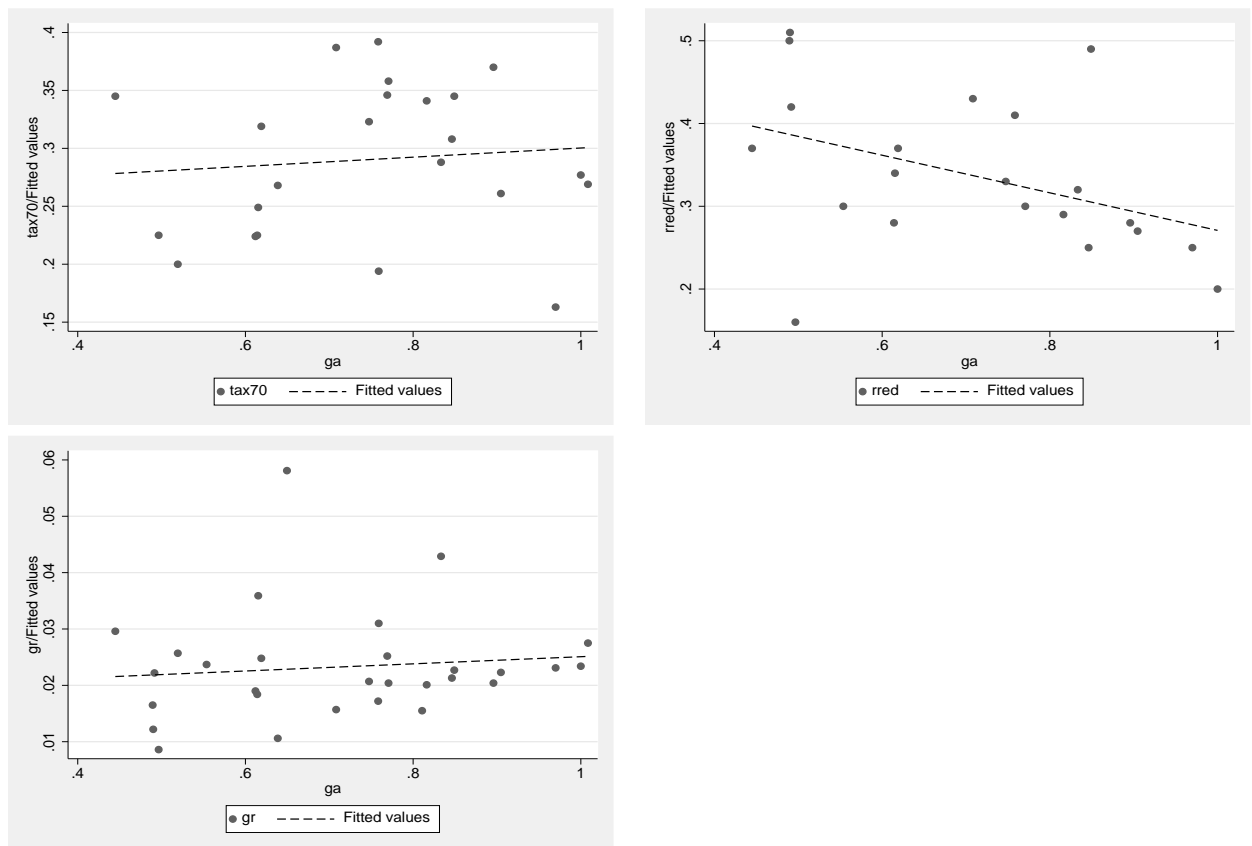 .4
.35
.3
.25
.2
.15
tax70/Fitted values
.4 .6 .8 1
ga
tax70 Fitted values
.5
.4
.3
.2
rred/Fitted values
.4 .6 .8 1
ga
rred Fitted values
.06
.05
.04
.03
.02
.01
gr/Fitted values
.4 .6 .8 1
ga
gr Fitted values